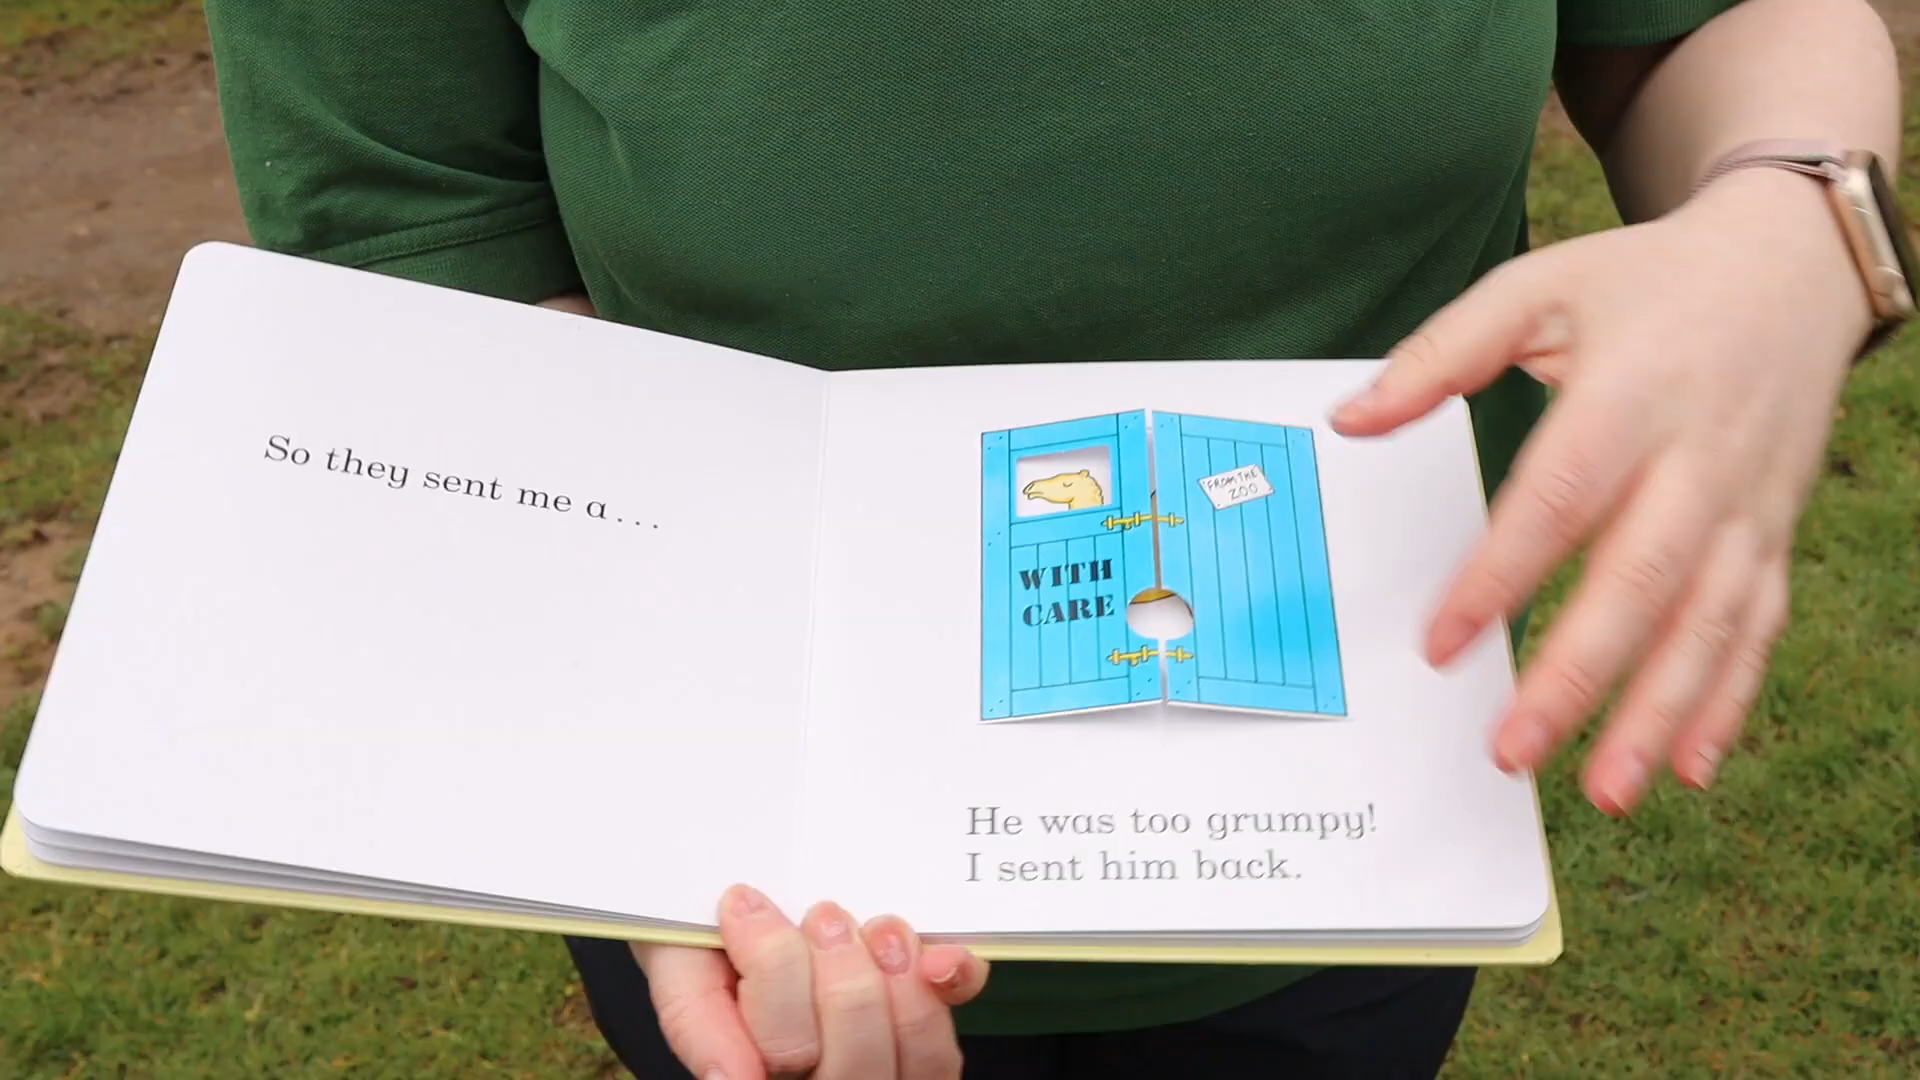 So they sent me a...
FROM THE
ZOO
WITH
CARE
He was too grumpy!
I sent him back.